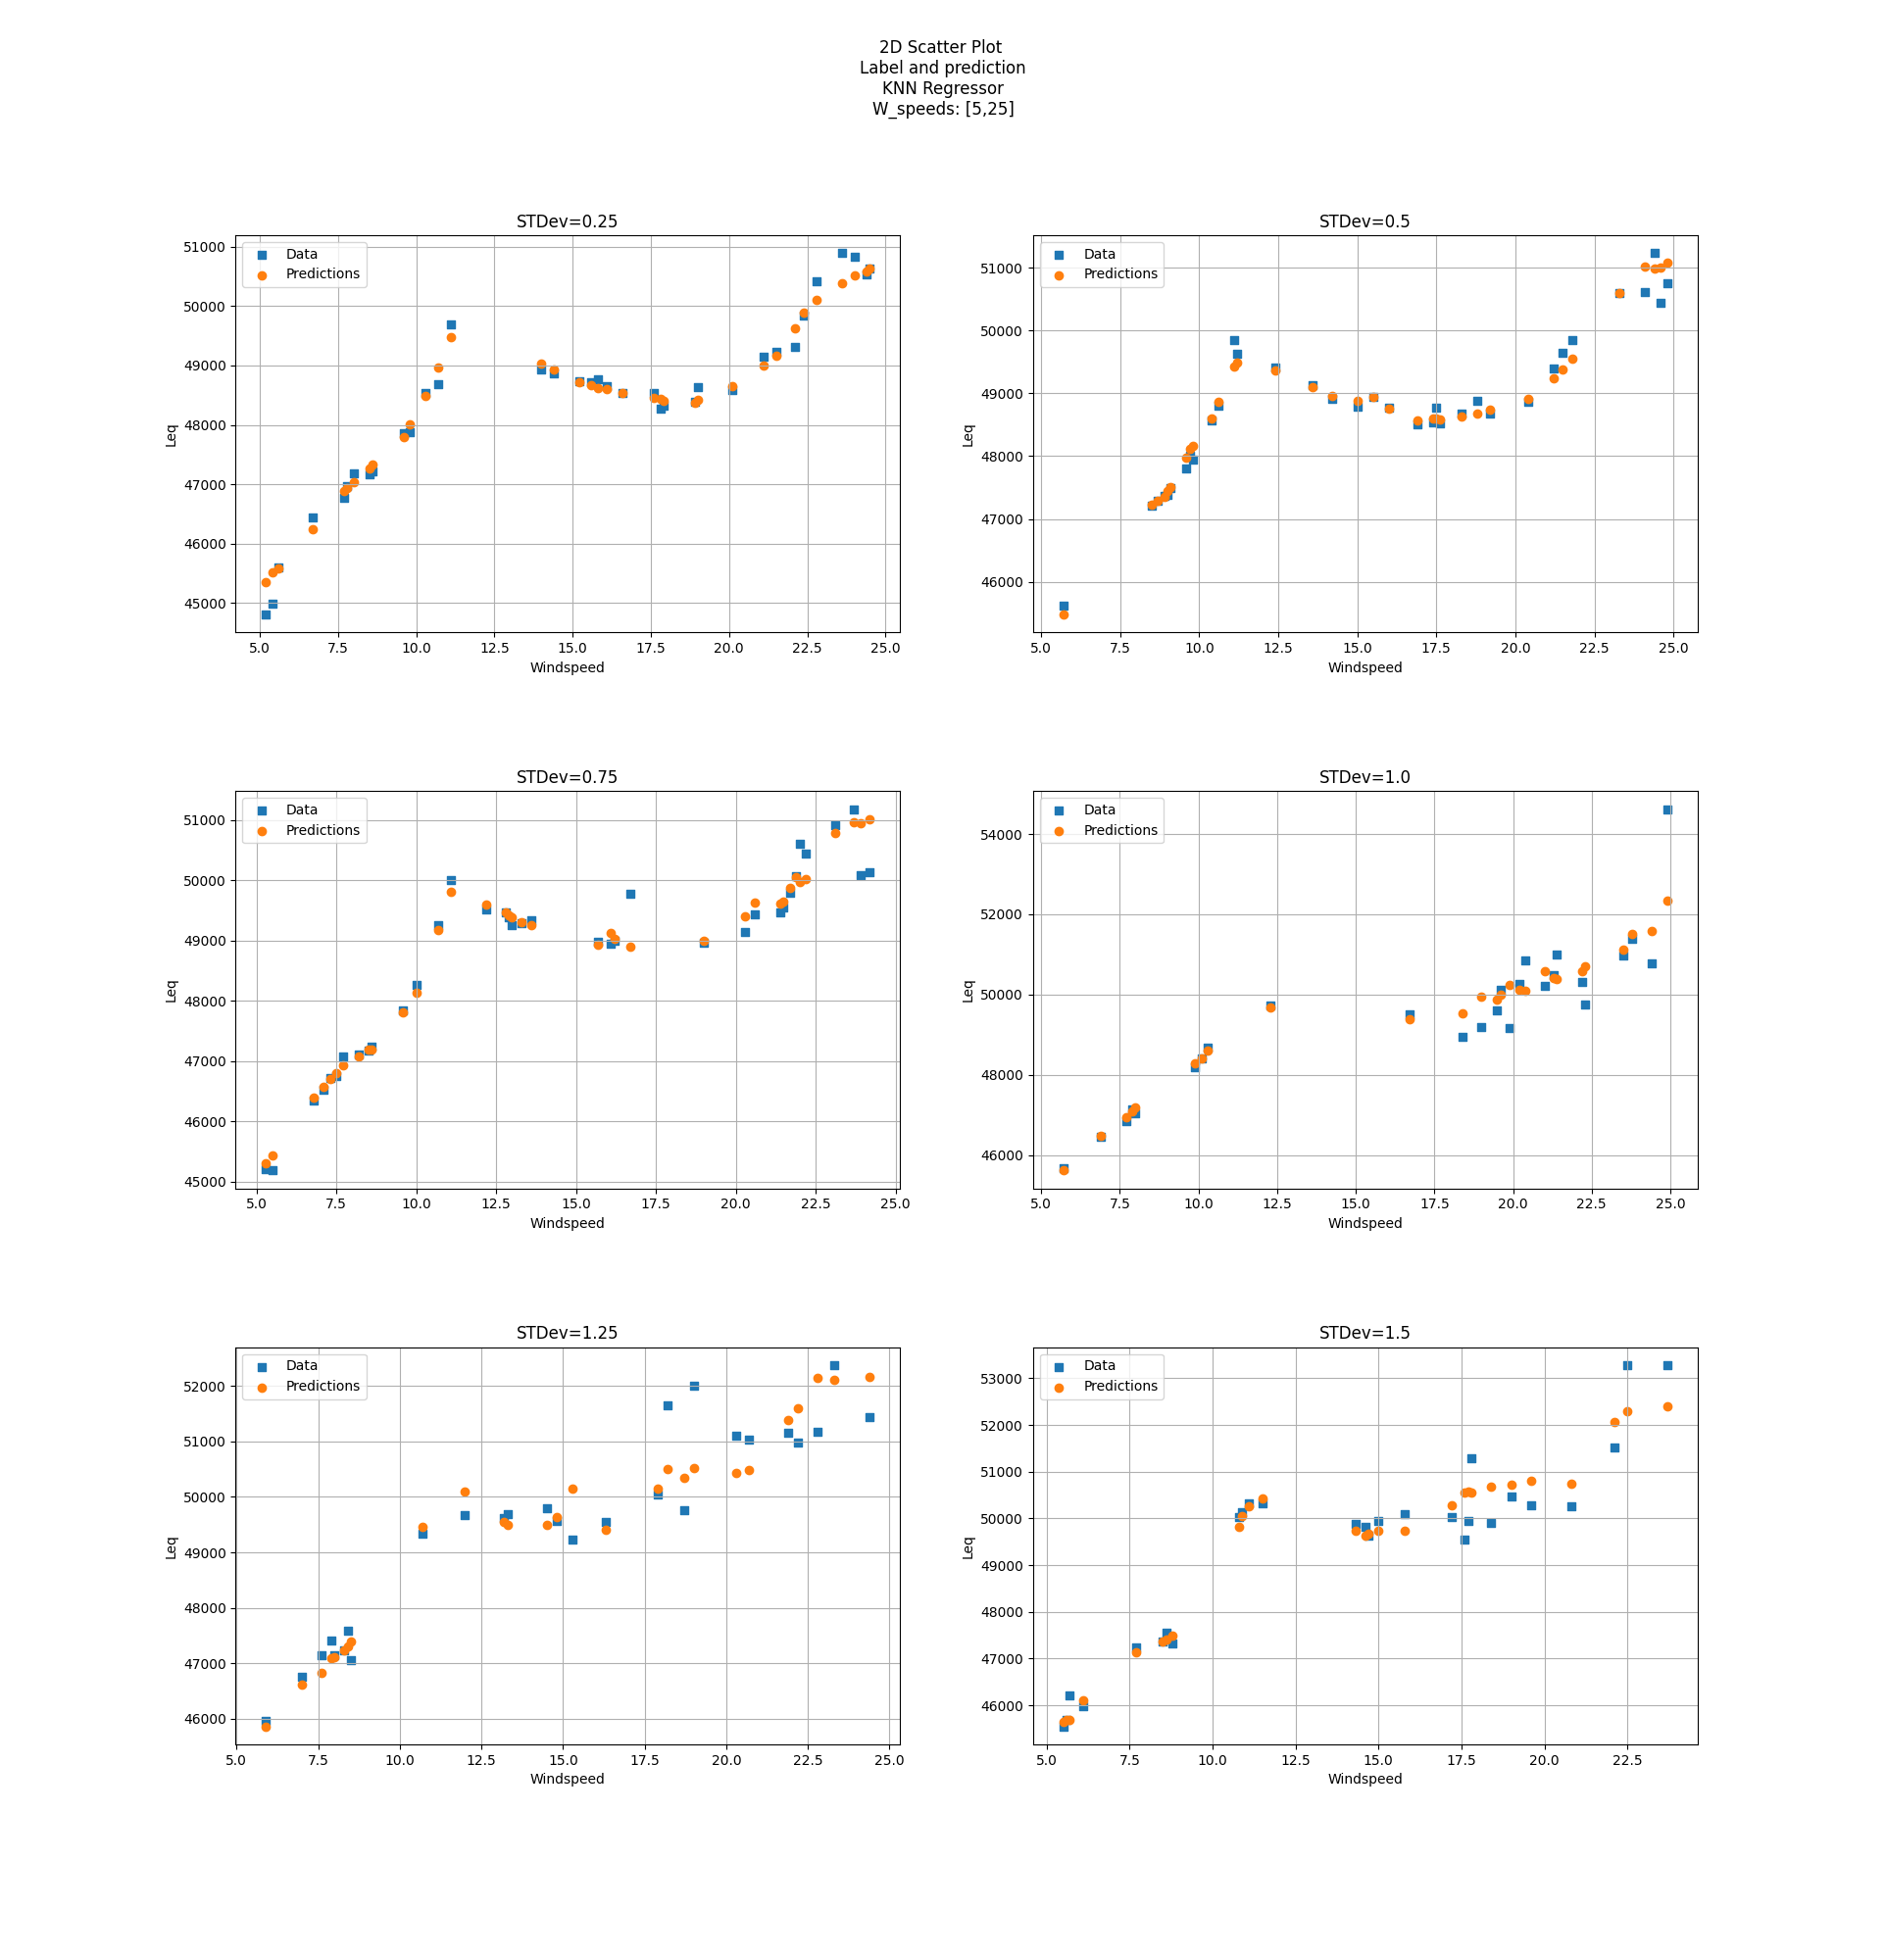 2D Scatter Plot
Label and prediction
KNN Regressor
W_speeds: [5,25]
STDev=0.25
Data
Predictions
51000
50000
49000
48000
47000
46000
45000
Leq
5.0 7.5 10.0 12.5 15.0 17.5 20.0 22.5 25.0
Windspeed
STDev=0.5
Data
Predictions
51000
50000
49000
48000
47000
46000
Leq
5.0 7.5 10.0 12.5 15.0 17.5 20.0 22.5 25.0
Windspeed
STDev=0.75
Data
Predictions
51000
50000
49000
48000
47000
46000
45000
Leq
5.0 7.5 10.0 12.5 15.0 17.5 20.0 22.5 25.0
Windspeed
STDev=1.0
Data
Predictions
54000
52000
50000
48000
46000
Leq
5.0 7.5 10.0 12.5 15.0 17.5 20.0 22.5 25.0
Windspeed
STDev=1.25
Data
Predictions
52000
51000
50000
49000
48000
47000
46000
Leq
5.0 7.5 10.0 12.5 15.0 17.5 20.0 22.5 25.0
Windspeed
STDev=1.5
Data
Predictions
53000
52000
51000
50000
49000
48000
47000
46000
Leq
5.0 7.5 10.0 12.5 15.0 17.5 20.0 22.5
Windspeed